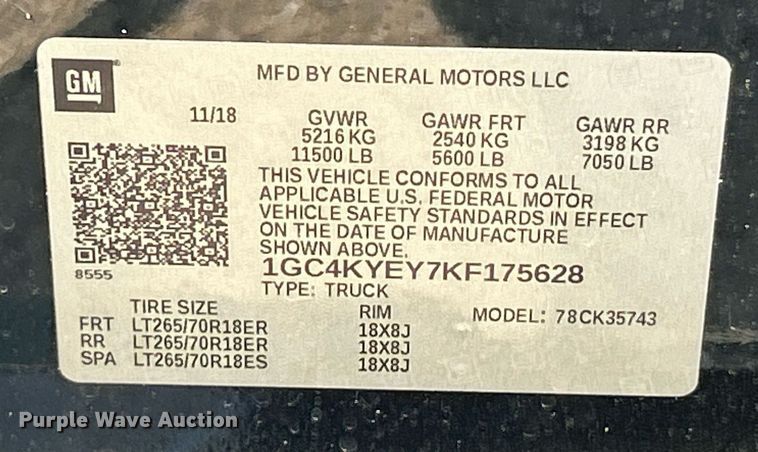 GM
MFD BY GENERAL MOTORS LLC
11/18 GVWR GAWR FRT GAWR RR
5216 KG 2540 KG 3198 KG
11500 LB 5600 LB 7050 LB
THIS VEHICLE CONFORMS TO ALL
APPLICABLE U.S. FEDERAL MOTOR
VEHICLE SAFETY STANDARDS IN EFFECT
ON THE DATE OF MANUFACTURE
SHOWN ABOVE.
8555
1GC4KYEY7KF175628
TYPE: TRUCK
TIRE SIZE RIM MODEL: 78CK35743
FRT LT265/70R18ER 18X8J
RR LT265/70R18ER 18X8J
SPA LT265/70R18ES 18X8J
Purple Wave Auction